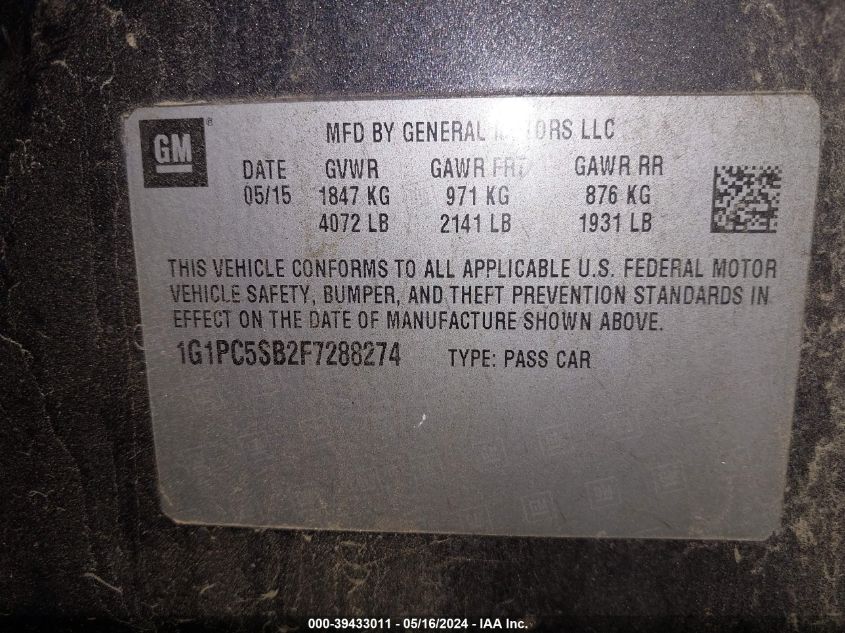 GM ®
MFD BY GENERAL MOTORS LLC
DATE GVWR GAWR FRT GAWR RR
05/15 1847 KG 971 KG 876 KG
4072 LB 2141 LB 1931 LB
THIS VEHICLE CONFORMS TO ALL APPLICABLE U.S. FEDERAL MOTOR
VEHICLE SAFETY, BUMPER, AND THEFT PREVENTION STANDARDS IN
EFFECT ON THE DATE OF MANUFACTURE SHOWN ABOVE.
1G1PC5SB2F7288274 TYPE: PASS CAR
000-39433011 - 05/16/2024 - IAA Inc.